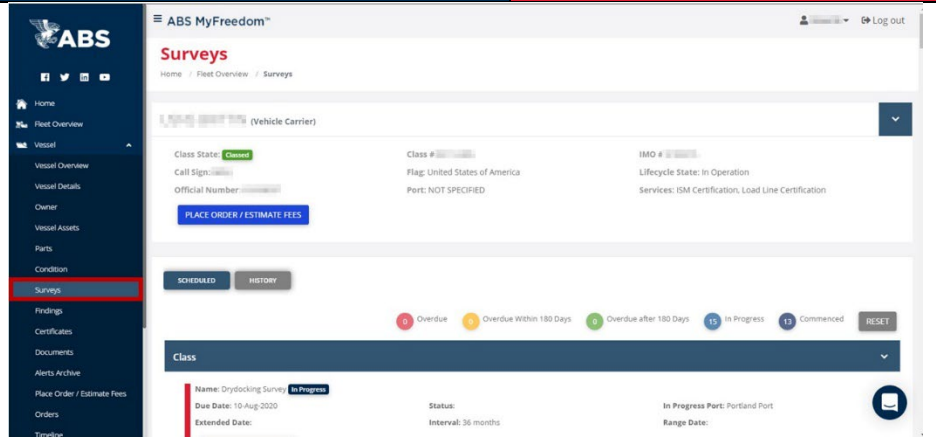 ABS
Home
Fleet Overview
Vessel
Vessel Overview
Vessel Details
Owner
Vessel Assets
Parts
Condition
Surveys
Findings
Certificates
Documents
Alerts Archive
Place Order / Estimate Fees
Orders
Timeline
ABS MyFreedom™
Log out
Surveys
Home / Fleet Overview / Surveys
(Vehicle Carrier)
Class State: Classed Class # IMO #
Call Sign: Flag: United States of America Lifecycle State: In Operation
Official Number: Port: NOT SPECIFIED Services: ISM Certification, Load Line Certification
PLACE ORDER / ESTIMATE FEES
SCHEDULED HISTORY
0 Overdue 0 Overdue Within 180 Days 0 Overdue after 180 Days 15 In Progress 13 Commenced RESET
Class
Name: Drydocking Survey In Progress
Due Date: 10-Aug-2020 Status: In Progress Port: Portland Port
Extended Date: Interval: 36 months Range Date: